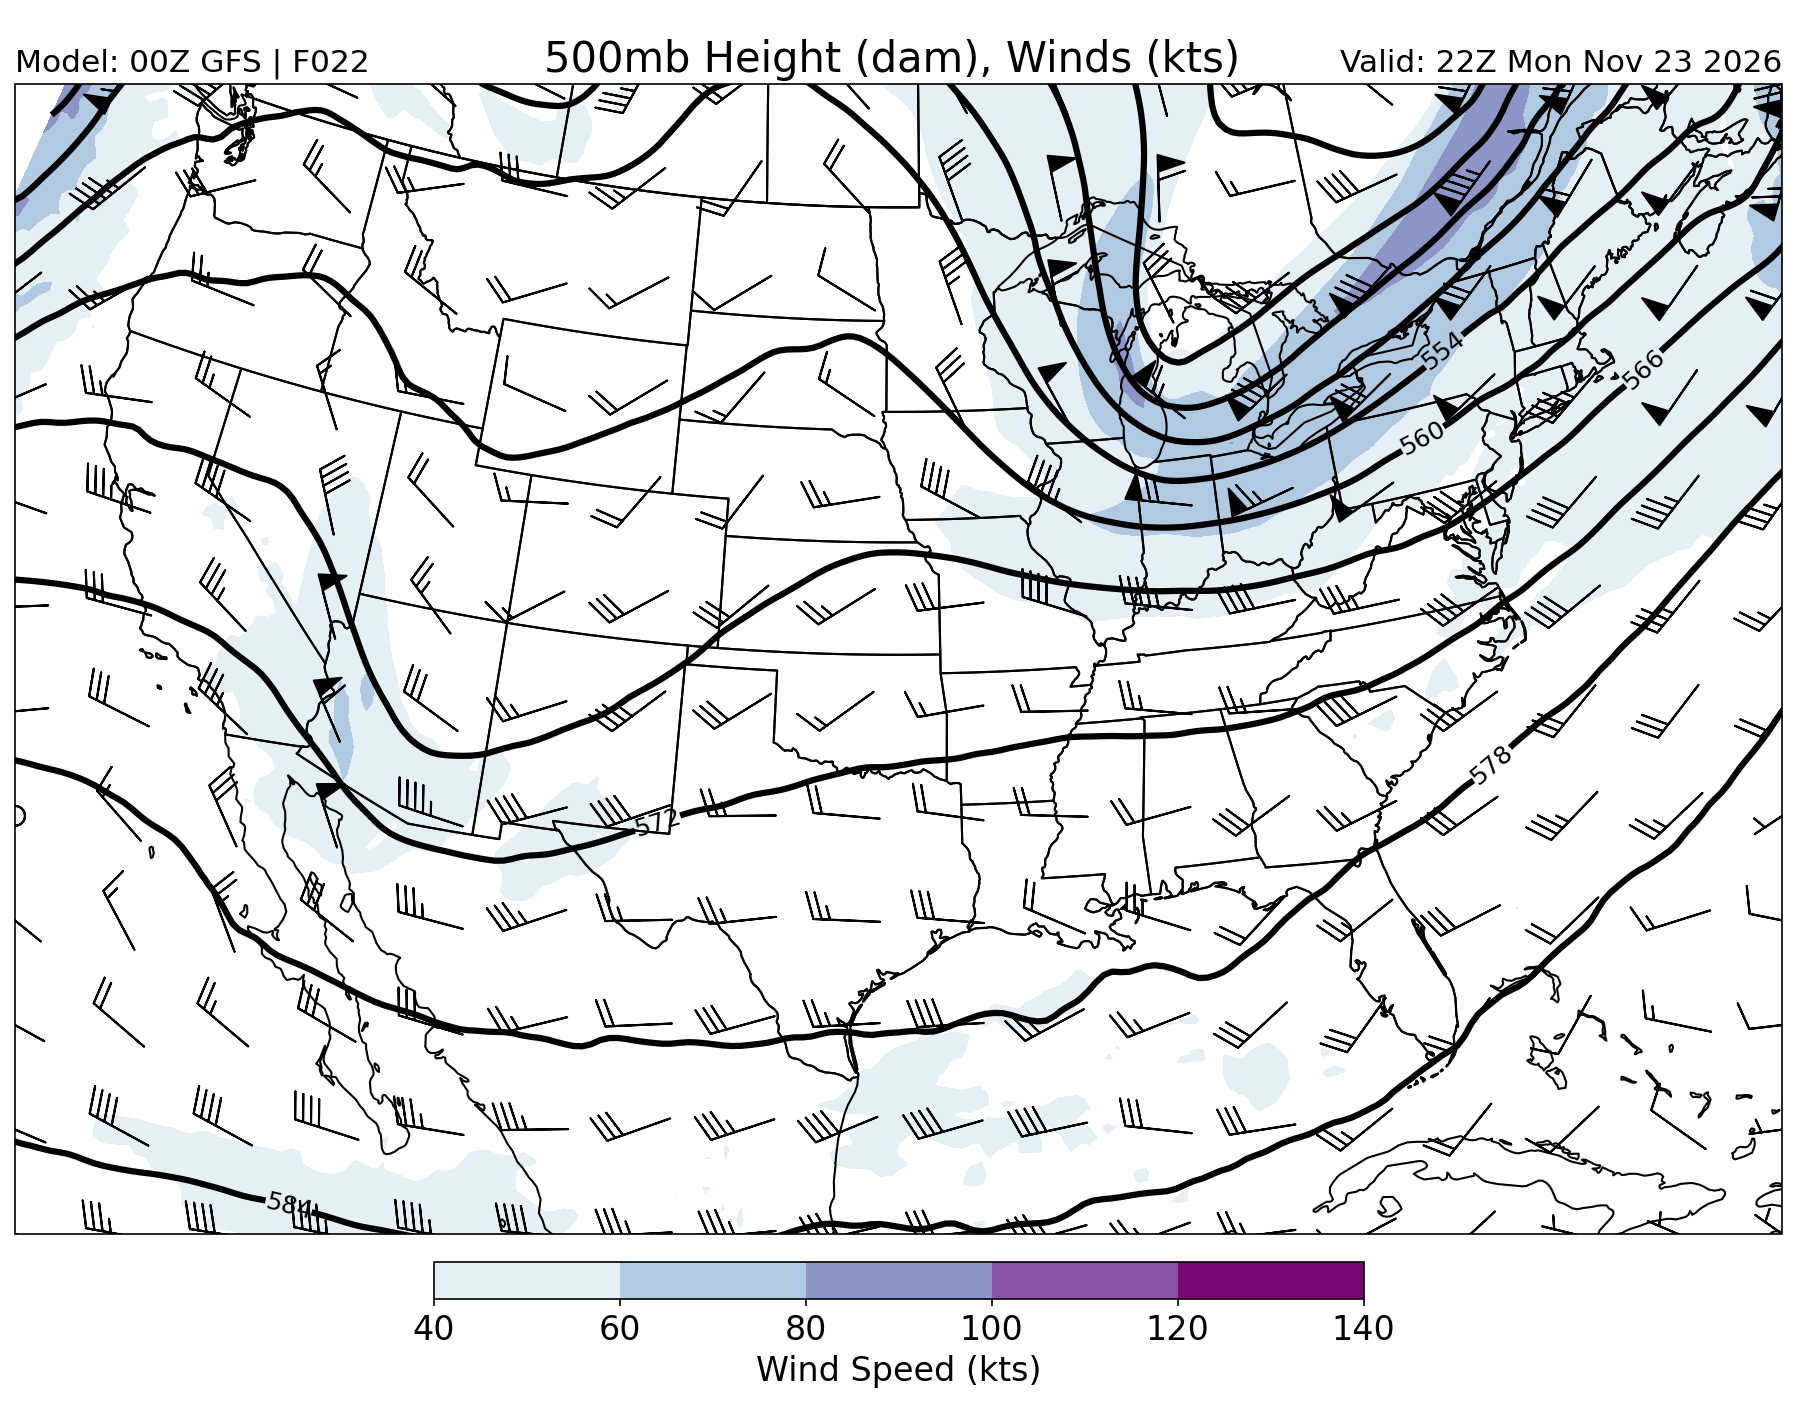 500mb Height (dam), Winds (kts)
Model: 00Z GFS | F022
Valid: 22Z Mon Nov 23 2026
554
566
560
578
572
584
40 60 80 100 120 140
Wind Speed (kts)